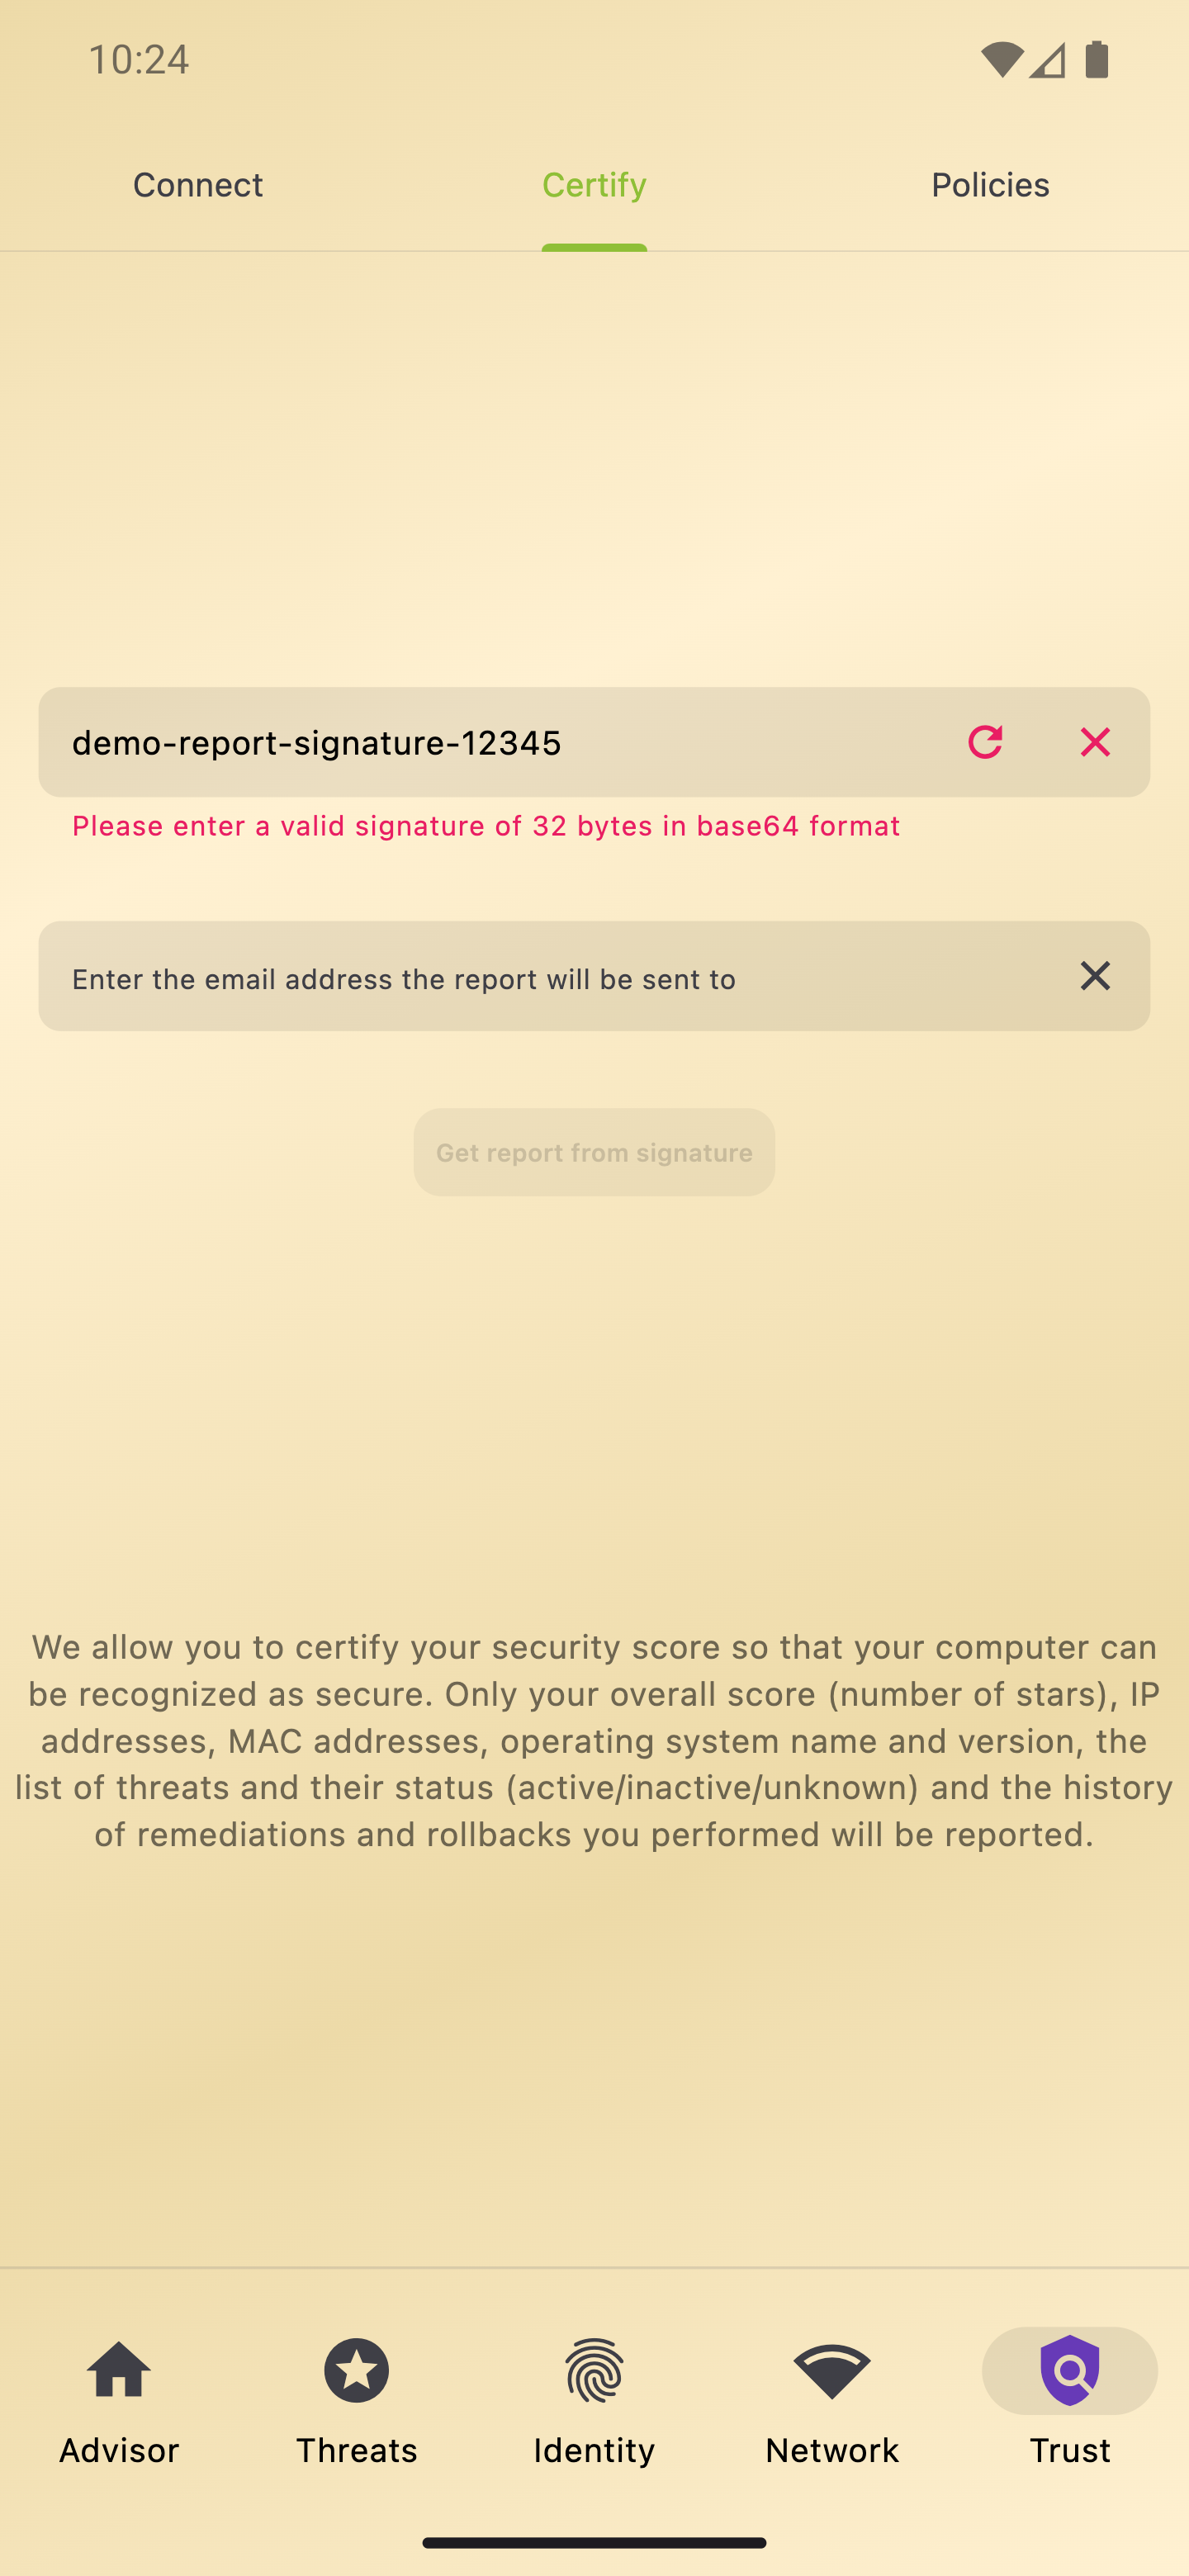 10:24
Connect
Certify
Policies
demo-report-signature-12345
Please enter a valid signature of 32 bytes in base64 format
Enter the email address the report will be sent to
Get report from signature
We allow you to certify your security score so that your computer can
be recognized as secure. Only your overall score (number of stars), IP
addresses, MAC addresses, operating system name and version, the
list of threats and their status (active/inactive/unknown) and the history
of remediations and rollbacks you performed will be reported.
Advisor
Threats
Identity
Network
Trust